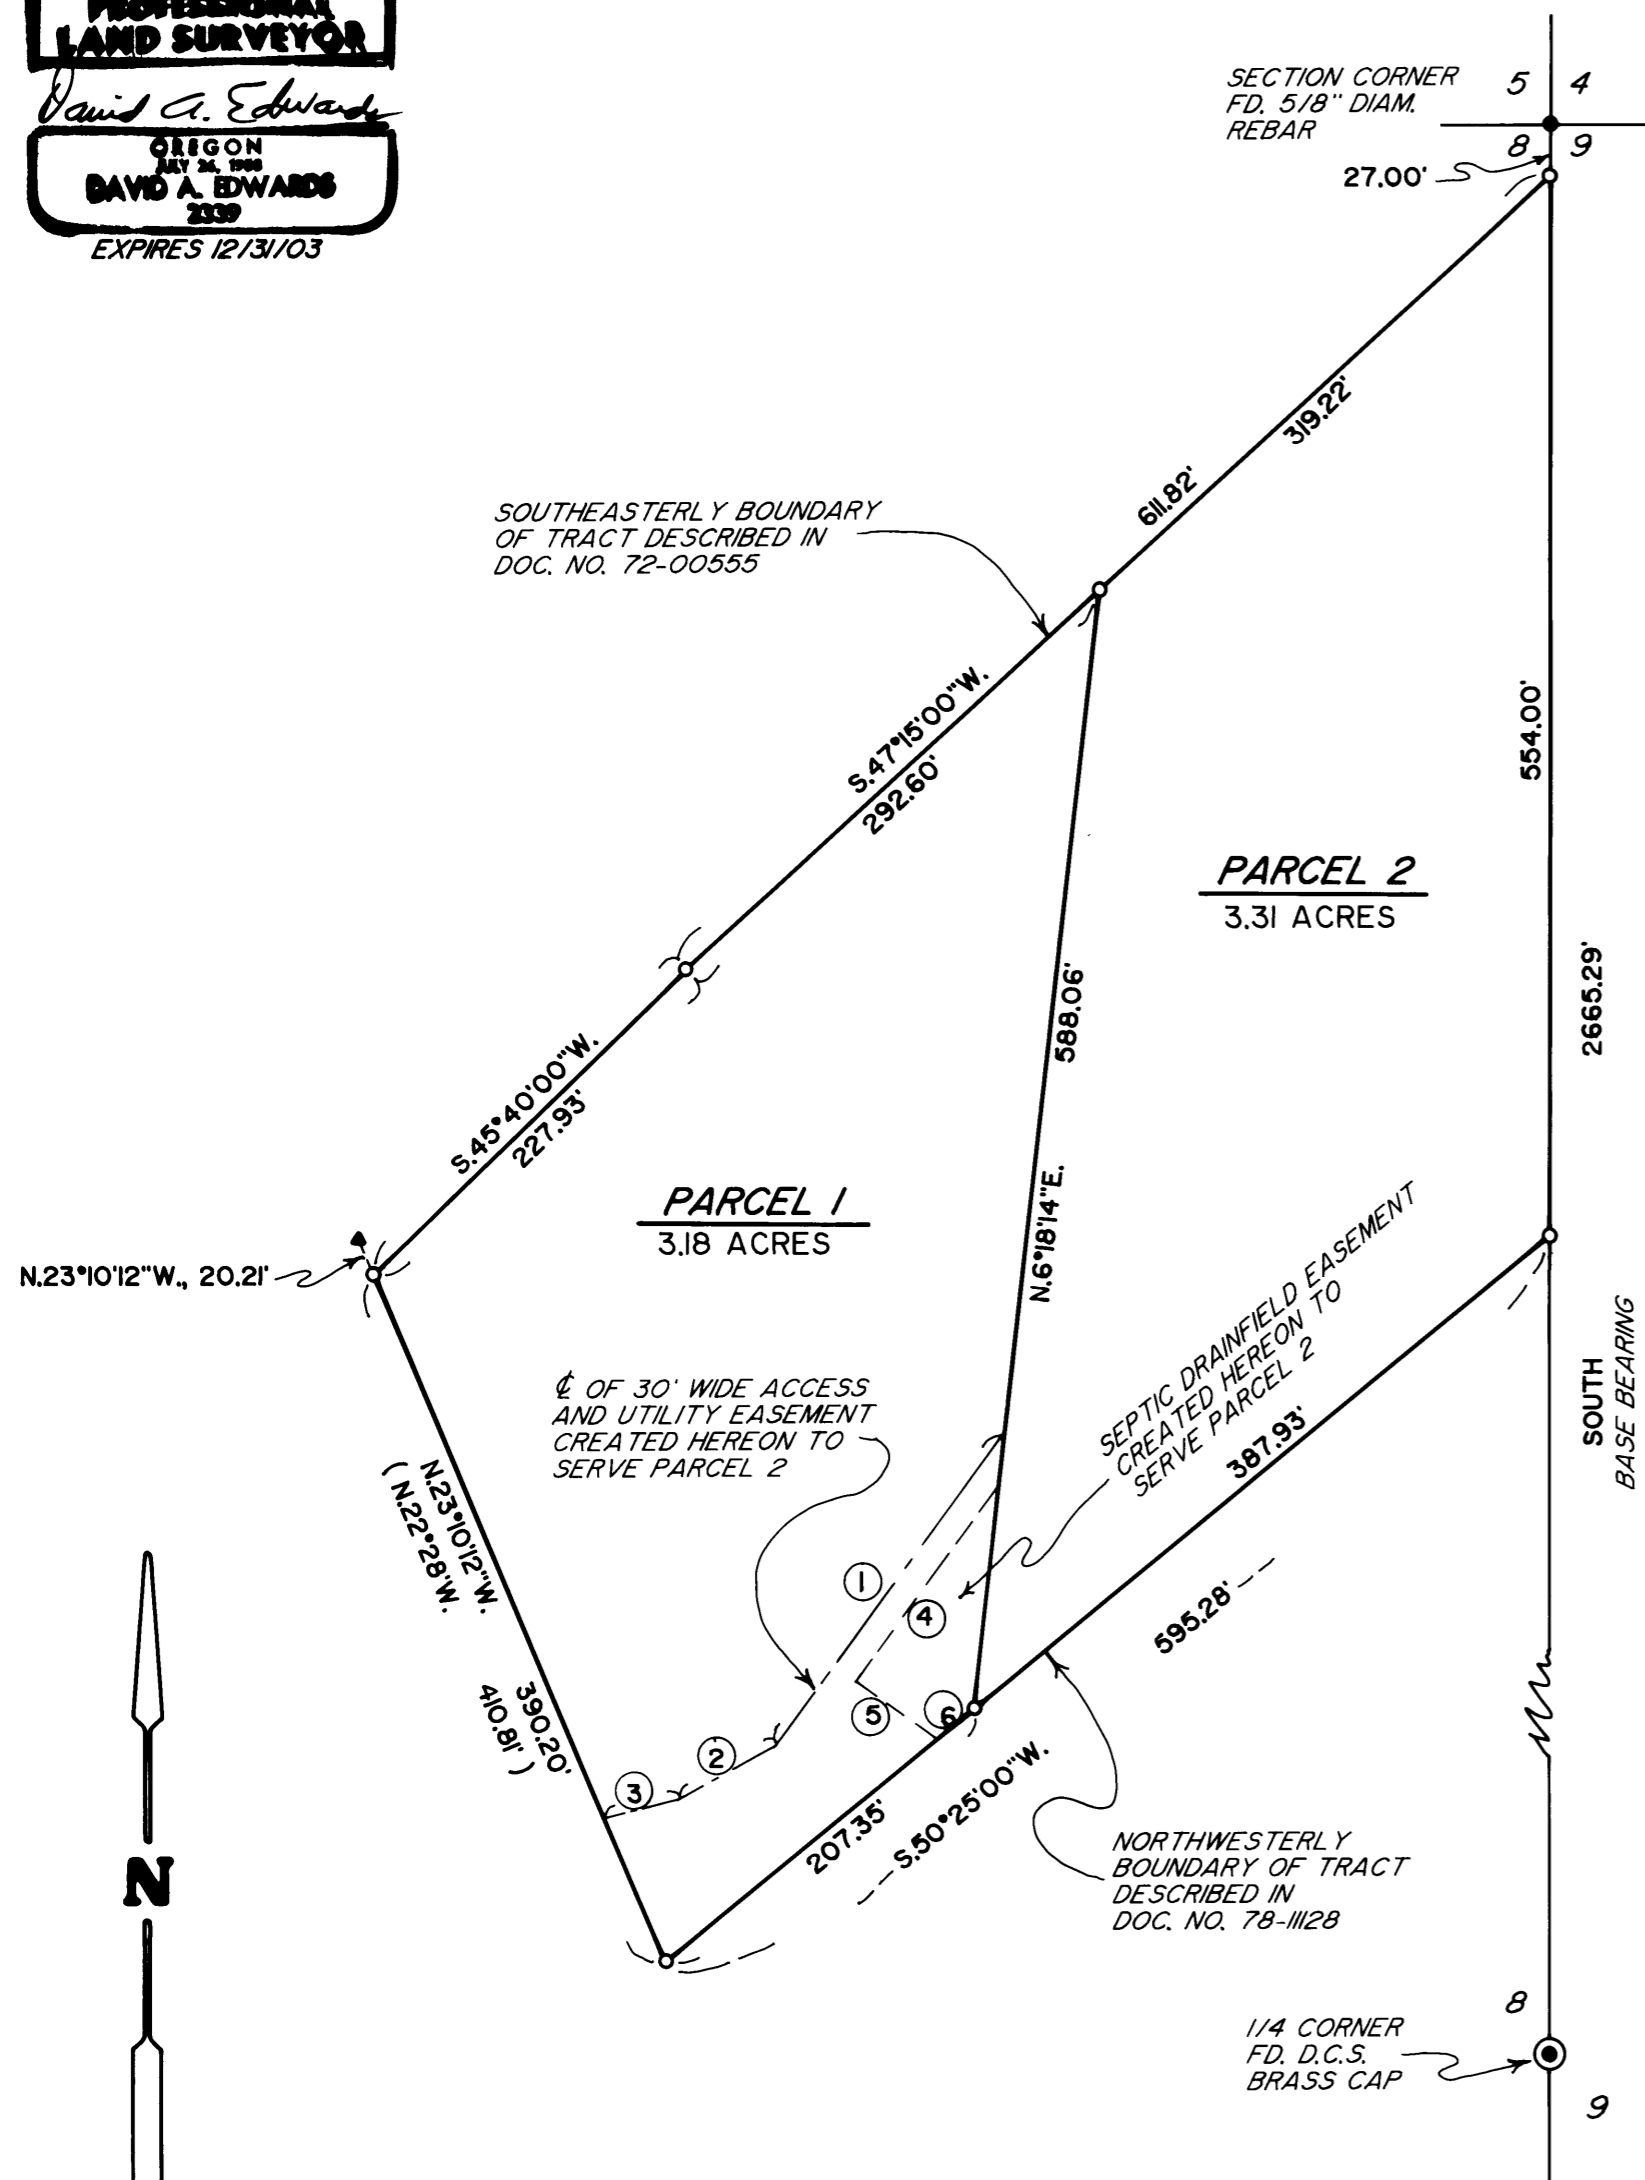 PROFESSIONAL
LAND SURVEYOR
David A. Edwards
OREGON
JULY 26, 1988
DAVID A. EDWARDS
2339
EXPIRES 12/31/03
SECTION CORNER
FD. 5/8" DIAM.
REBAR
5 4
8 9
27.00'
319.22'
611.82'
SOUTHEASTERLY BOUNDARY
OF TRACT DESCRIBED IN
DOC. NO. 72-00555
S.47°15'00"W.
292.60'
554.00'
PARCEL 2
3.31 ACRES
2665.29'
588.06'
N.6°18'14"E.
S.45°40'00"W.
227.93'
PARCEL 1
3.18 ACRES
N.23°10'12"W., 20.21'
SEPTIC DRAINFIELD EASEMENT
CREATED HEREON TO
SERVE PARCEL 2
387.93'
SOUTH
BASE BEARING
℄ OF 30' WIDE ACCESS
AND UTILITY EASEMENT
CREATED HEREON TO
SERVE PARCEL 2
N.23°10'12"W. 390.20'
( N.22°28'W. 410.81' )
1
4
5
6
2
3
595.28'
207.35'
S.50°25'00"W.
NORTHWESTERLY
BOUNDARY OF TRACT
DESCRIBED IN
DOC. NO. 78-11128
N
8
1/4 CORNER
FD. D.C.S.
BRASS CAP
9